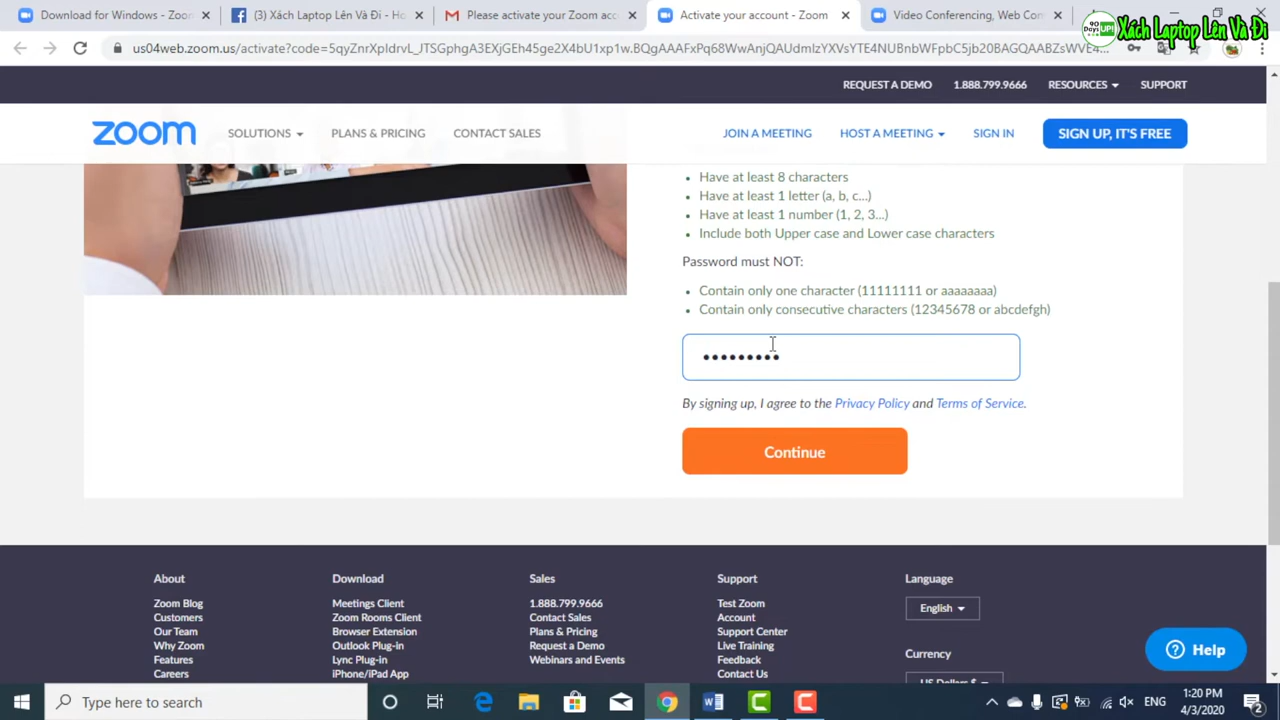 Download for Windows - Zoo
(3) Xách Laptop Lên Và Đi - Ho
Please activate your Zoom acc
Activate your account - Zoom
Video Conferencing, Web Con
90 Days UP!
Xách Laptop Lên Và Đi
REQUEST A DEMO 1.888.799.9666 RESOURCES SUPPORT
zoom SOLUTIONS PLANS & PRICING CONTACT SALES JOIN A MEETING HOST A MEETING SIGN IN SIGN UP, IT'S FREE
• Have at least 8 characters
• Have at least 1 letter (a, b, c...)
• Have at least 1 number (1, 2, 3...)
• Include both Upper case and Lower case characters
Password must NOT:
• Contain only one character (11111111 or aaaaaaaa)
• Contain only consecutive characters (12345678 or abcdefgh)
•••••••••
By signing up, I agree to the Privacy Policy and Terms of Service.
Continue
About
Zoom Blog
Customers
Our Team
Why Zoom
Features
Careers
Download
Meetings Client
Zoom Rooms Client
Browser Extension
Outlook Plug-in
Lync Plug-in
iPhone/iPad App
Sales
1.888.799.9666
Contact Sales
Plans & Pricing
Request a Demo
Webinars and Events
Support
Test Zoom
Account
Support Center
Live Training
Feedback
Contact Us
Language
English
Currency
US Dollars $
Help
Type here to search
ENG
1:20 PM
4/3/2020
2